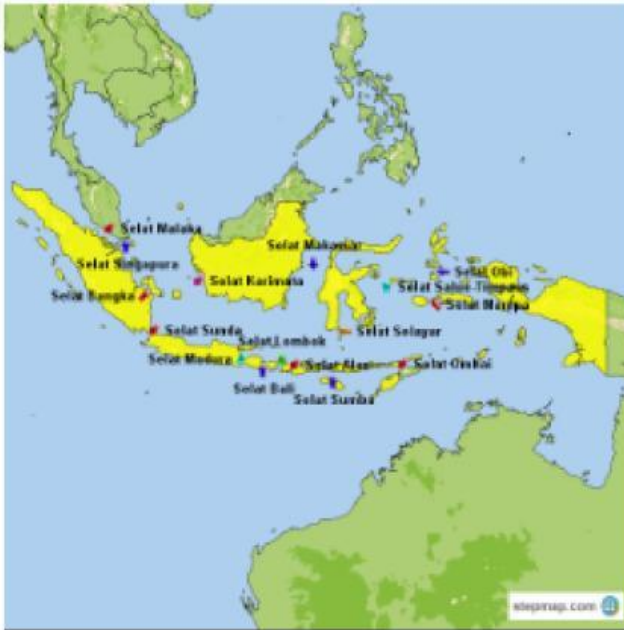 Selat Malaka
Selat Singapura
Selat Makassar
Selat Karimata
Selat Bangka
Selat Obi
Selat
Selat Manipa
Selat Sunda
Selat Lombok
Selat Selayar
Selat Madura
Selat Alas
Selat Ombai
Selat Bali
Selat Sumba
stepmap.com